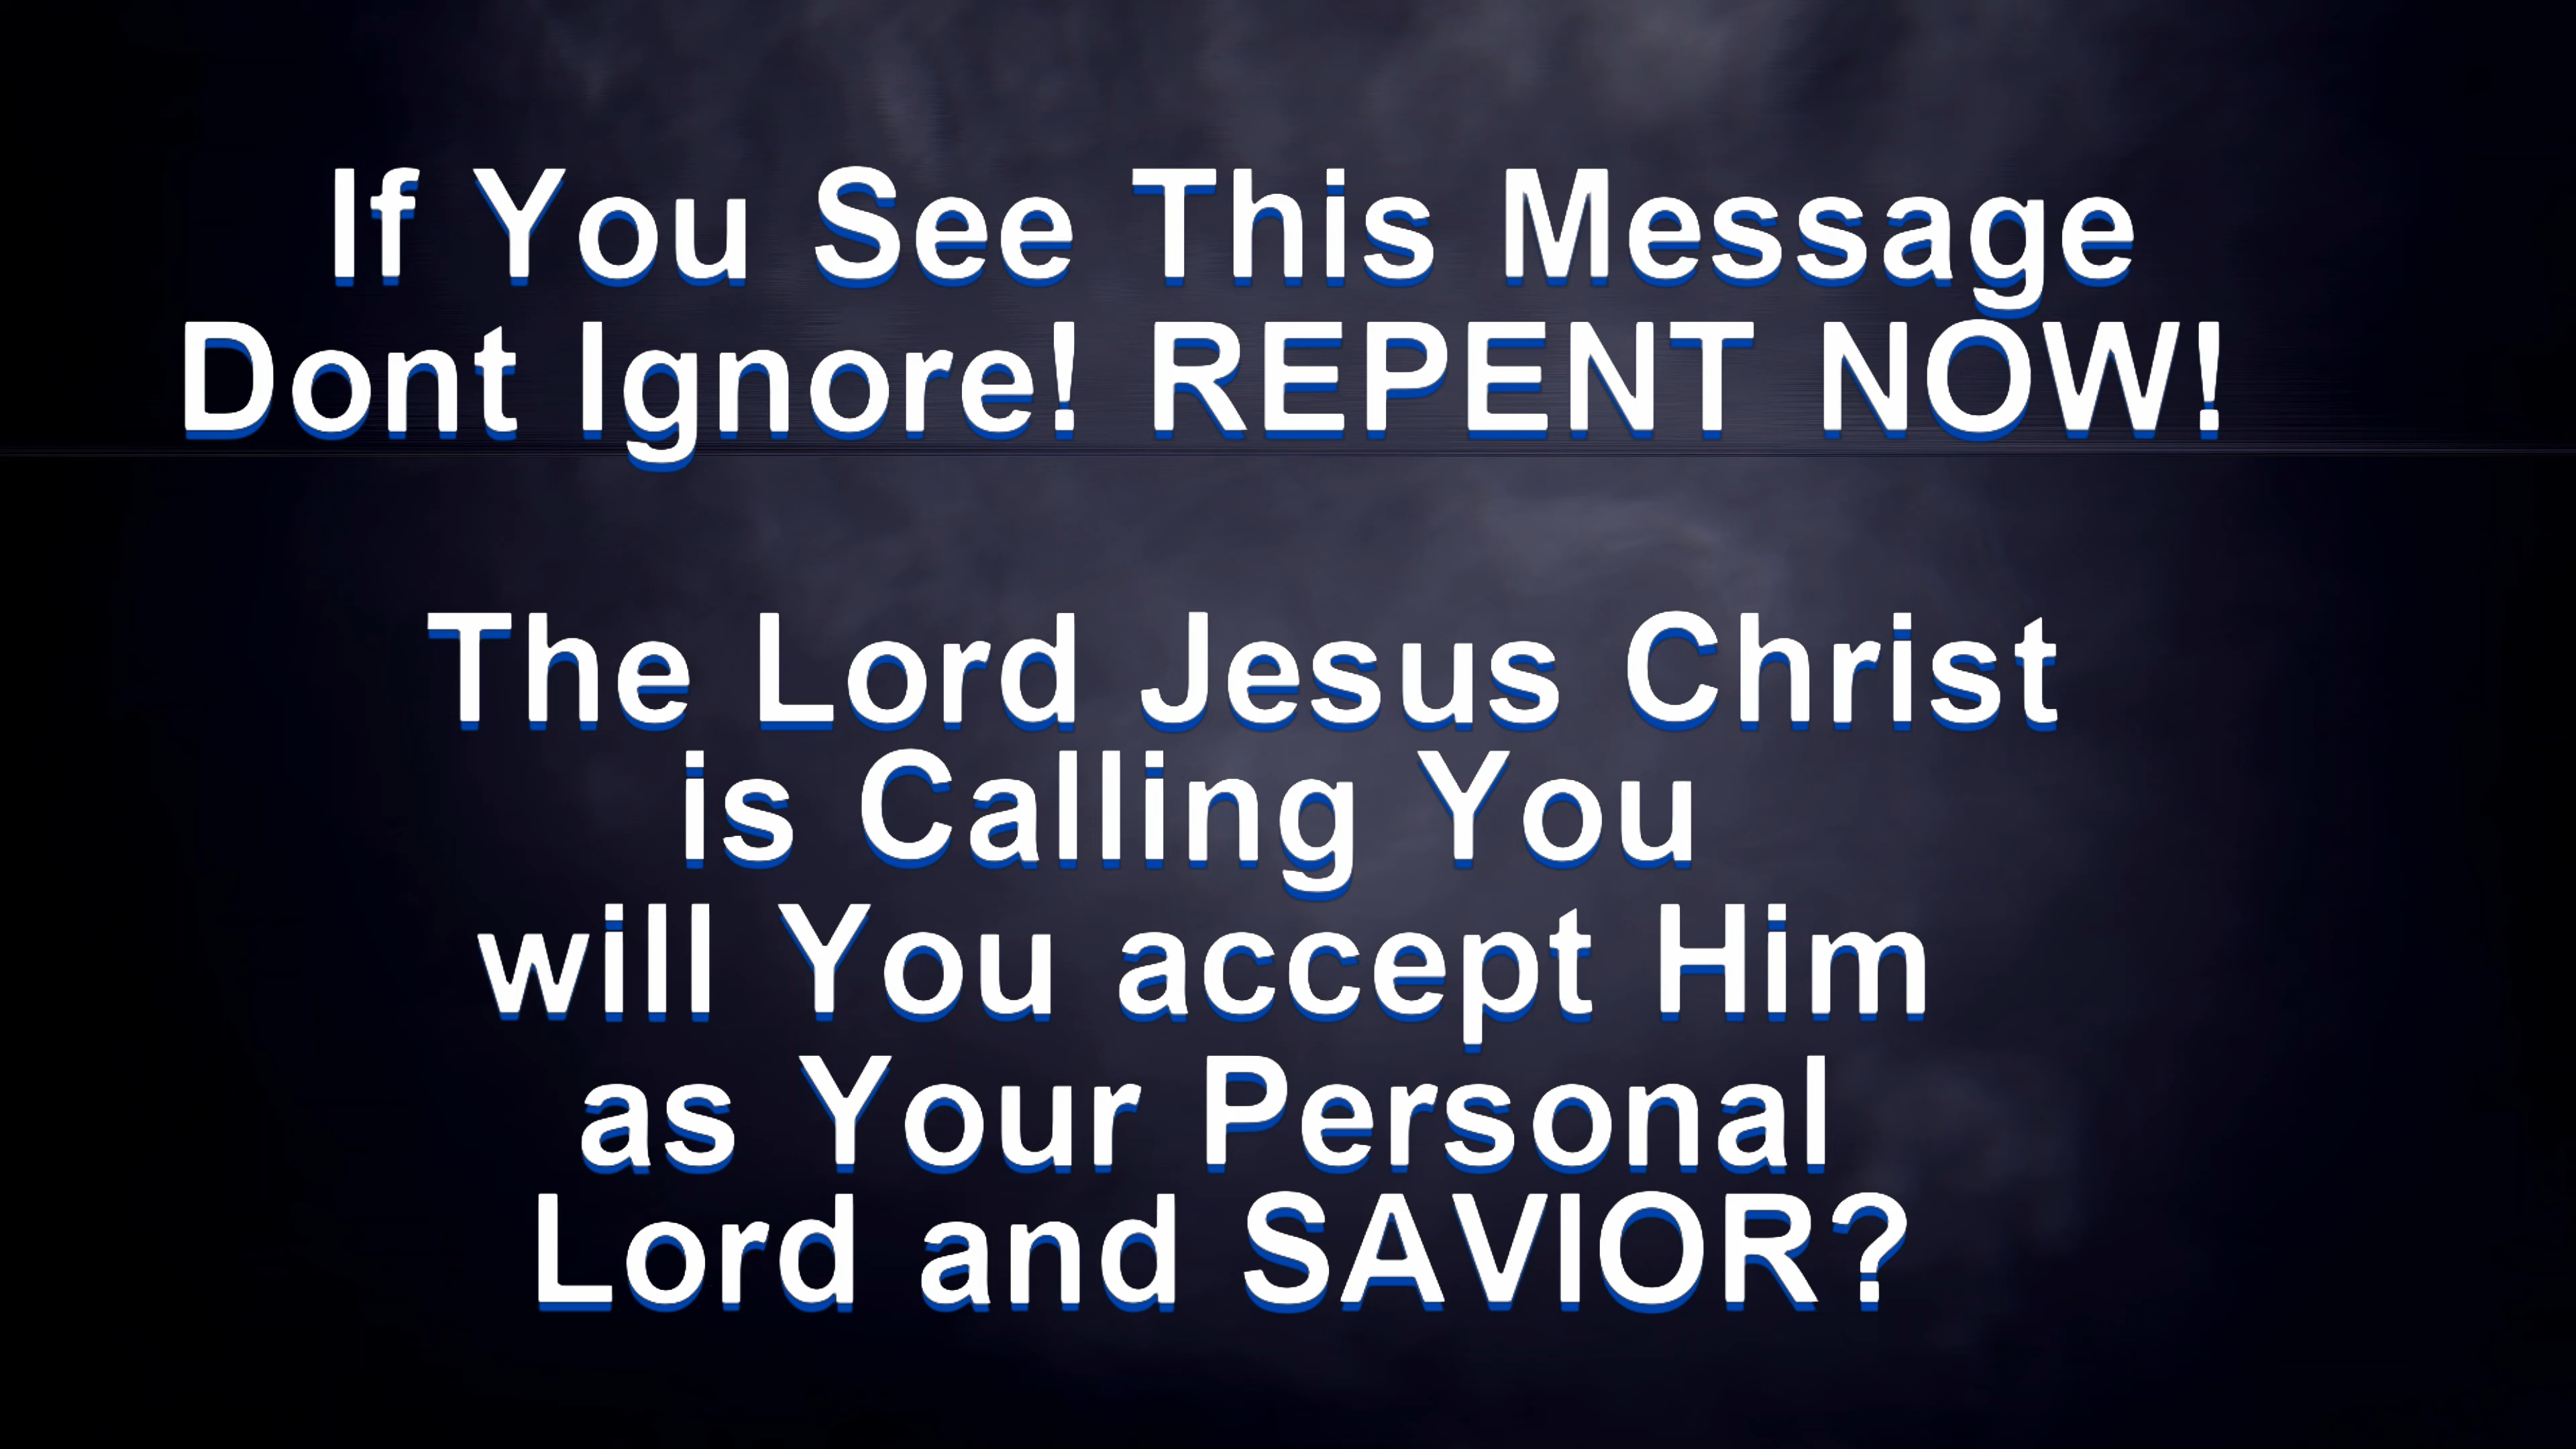 If You See This Message
Dont Ignore! REPENT NOW!
The Lord Jesus Christ
is Calling You
will You accept Him
as Your Personal
Lord and SAVIOR?